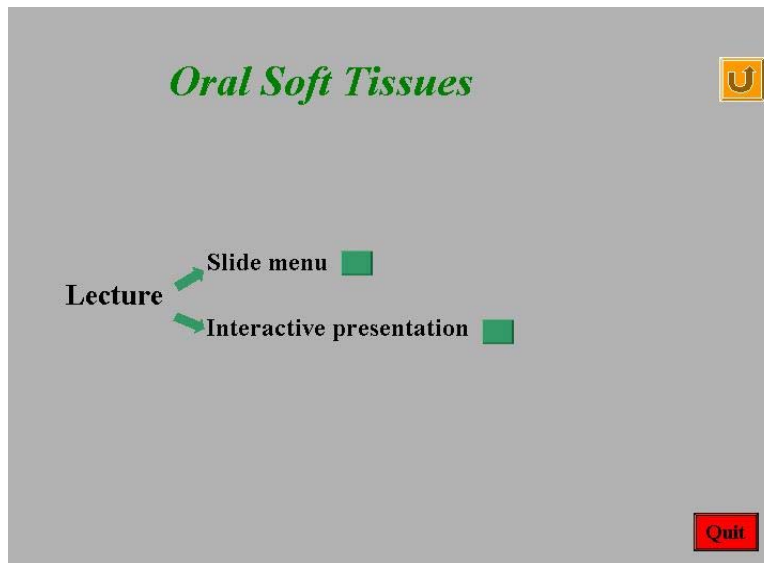 Oral Soft Tissues
Slide menu
Lecture
Interactive presentation
Quit